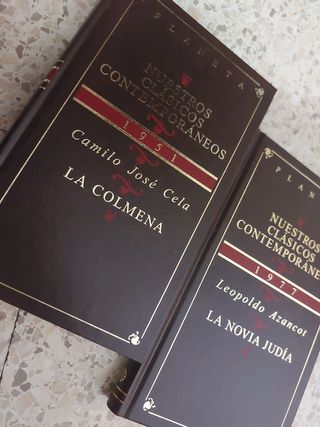 PLANETA
NUESTROS
CLÁSICOS
CONTEMPORÁNEOS
1951
Camilo José Cela
LA COLMENA
PLAN
NUESTROS
CLÁSICOS
CONTEMPORÁNE
1977
Leopoldo Azancot
LA NOVIA JUDÍA